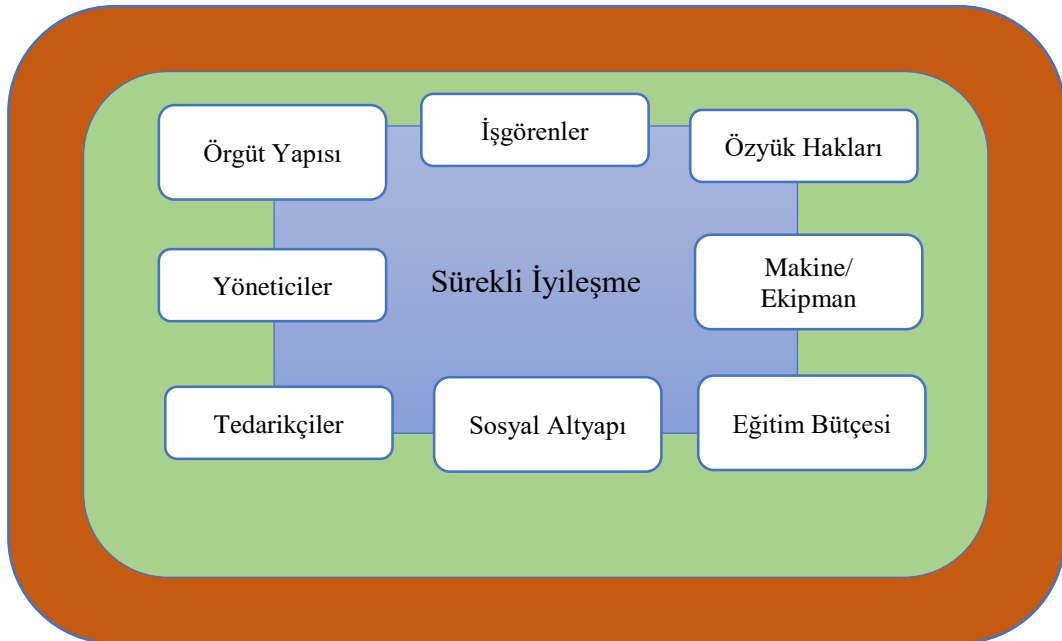 Örgüt Yapısı
İşgörenler
Özyük Hakları
Yöneticiler
Sürekli İyileşme
Makine/
Ekipman
Tedarikçiler
Sosyal Altyapı
Eğitim Bütçesi